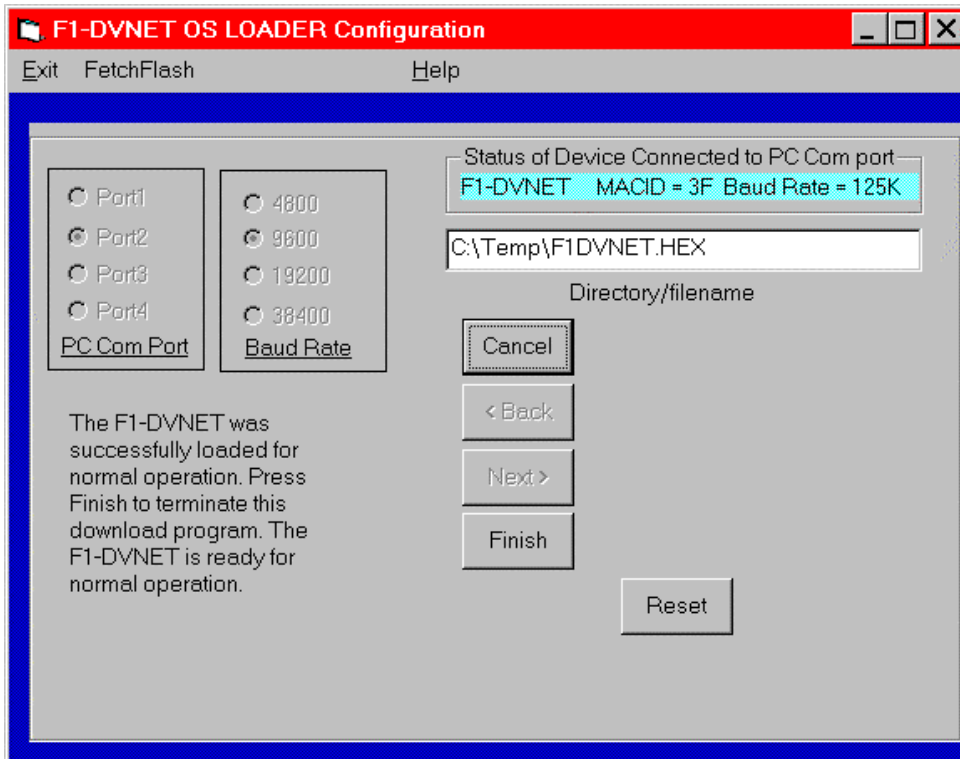 F1-DVNET OS LOADER Configuration
Exit FetchFlash Help
Port1
Port2
Port3
Port4
PC Com Port
4800
9600
19200
38400
Baud Rate
Status of Device Connected to PC Com port
F1-DVNET MACID = 3F Baud Rate = 125K
C:\Temp\F1DVNET.HEX
Directory/filename
Cancel
< Back
Next >
Finish
Reset
The F1-DVNET was
successfully loaded for
normal operation. Press
Finish to terminate this
download program. The
F1-DVNET is ready for
normal operation.